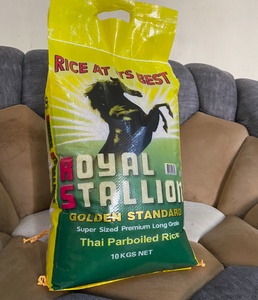 RICE AT ITS BEST
ROYAL
STALLION
GOLDEN STANDARD
Super Sized Premium Long Grain
Thai Parboiled Rice
10 KGS NET